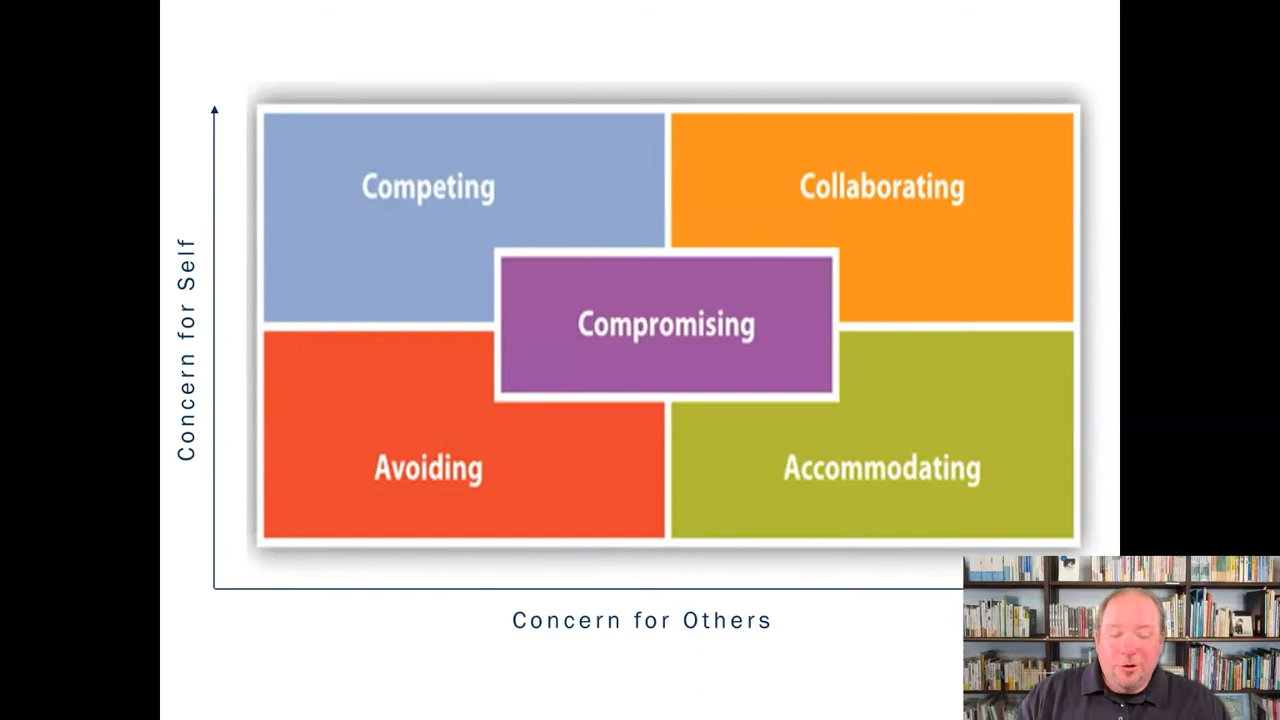 Competing
Collaborating
Compromising
Avoiding
Accommodating
Concern for Self
Concern for Others